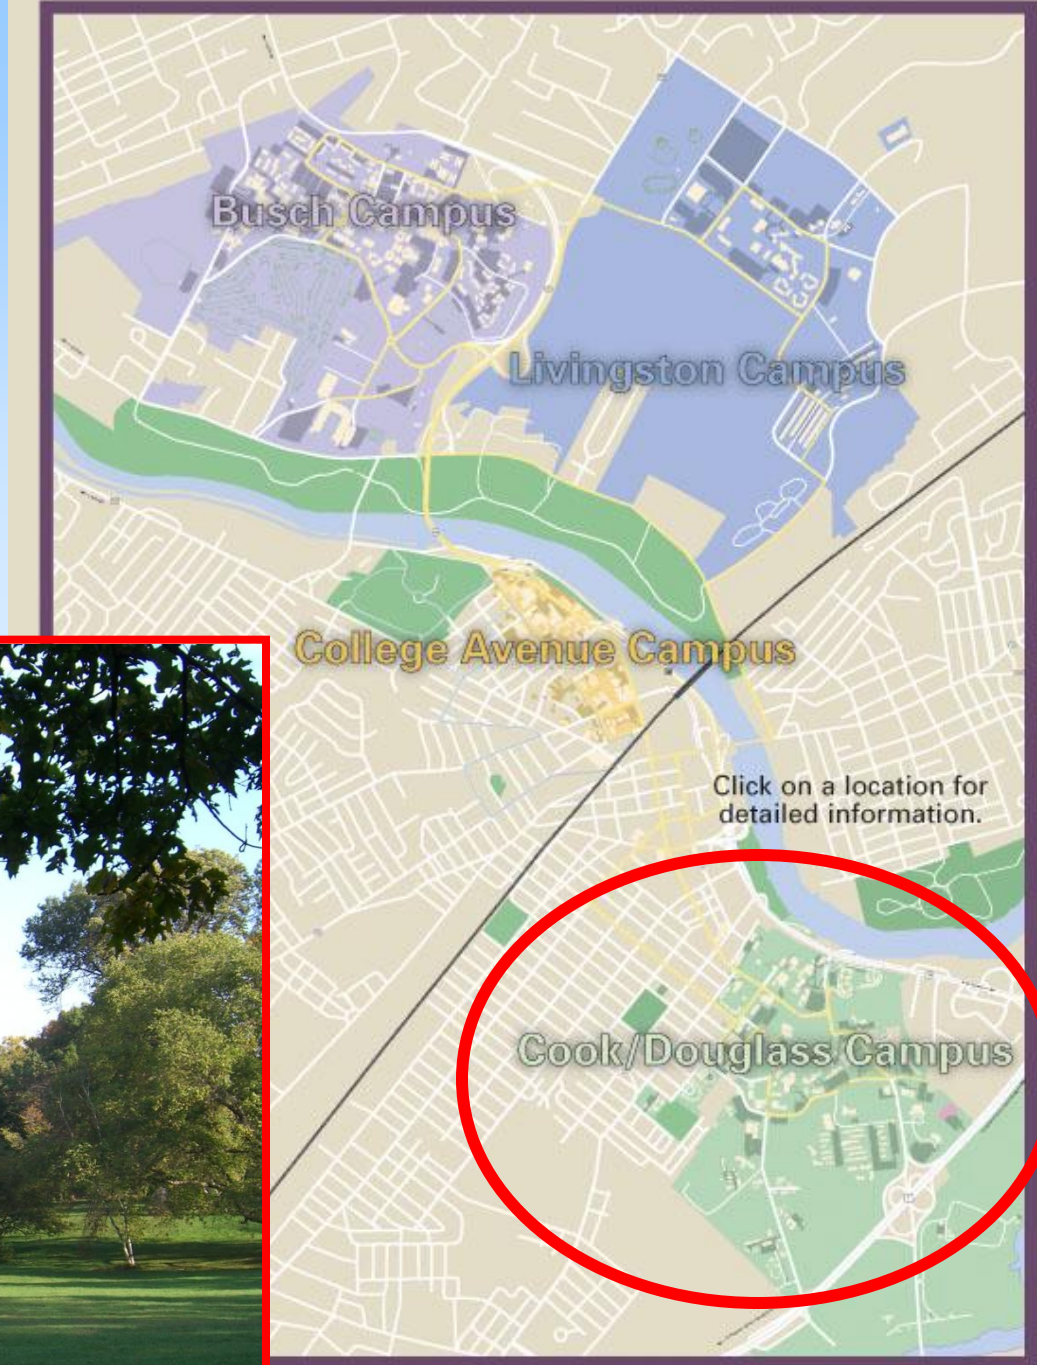 Busch Campus
Livingston Campus
College Avenue Campus
Click on a location for
detailed information.
Cook/Douglass Campus